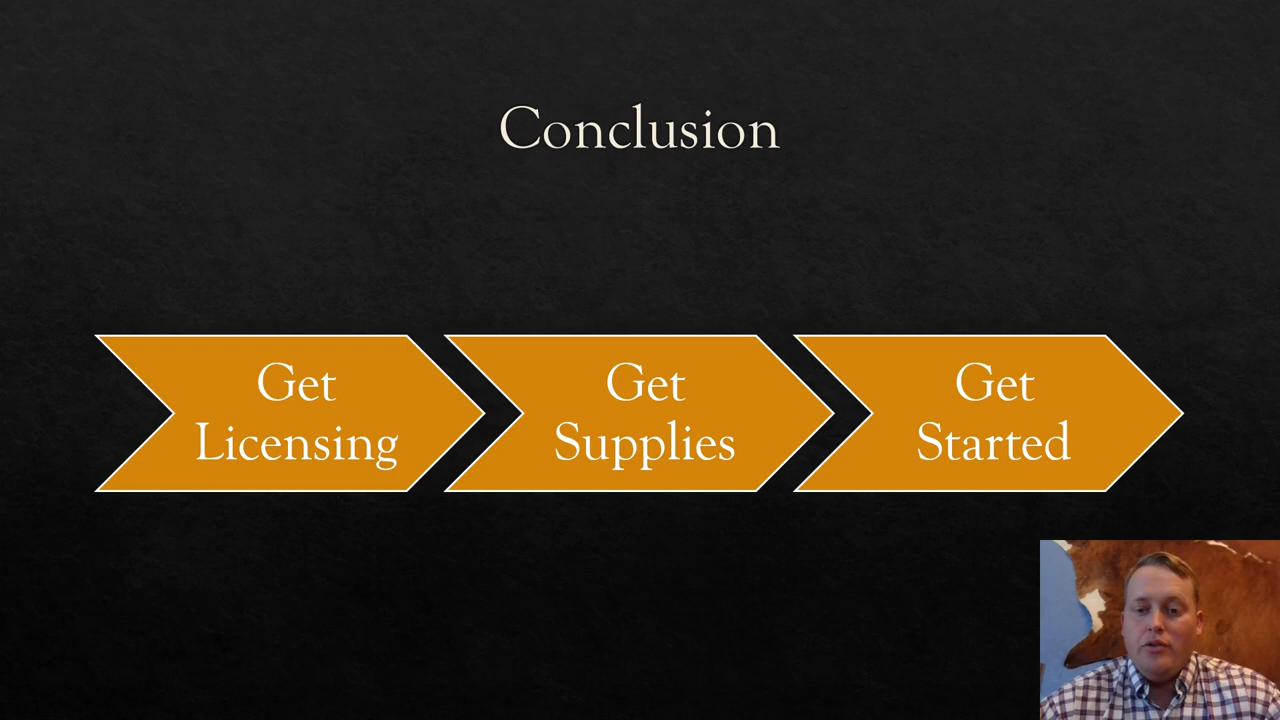 Conclusion
Get
Licensing
Get
Supplies
Get
Started